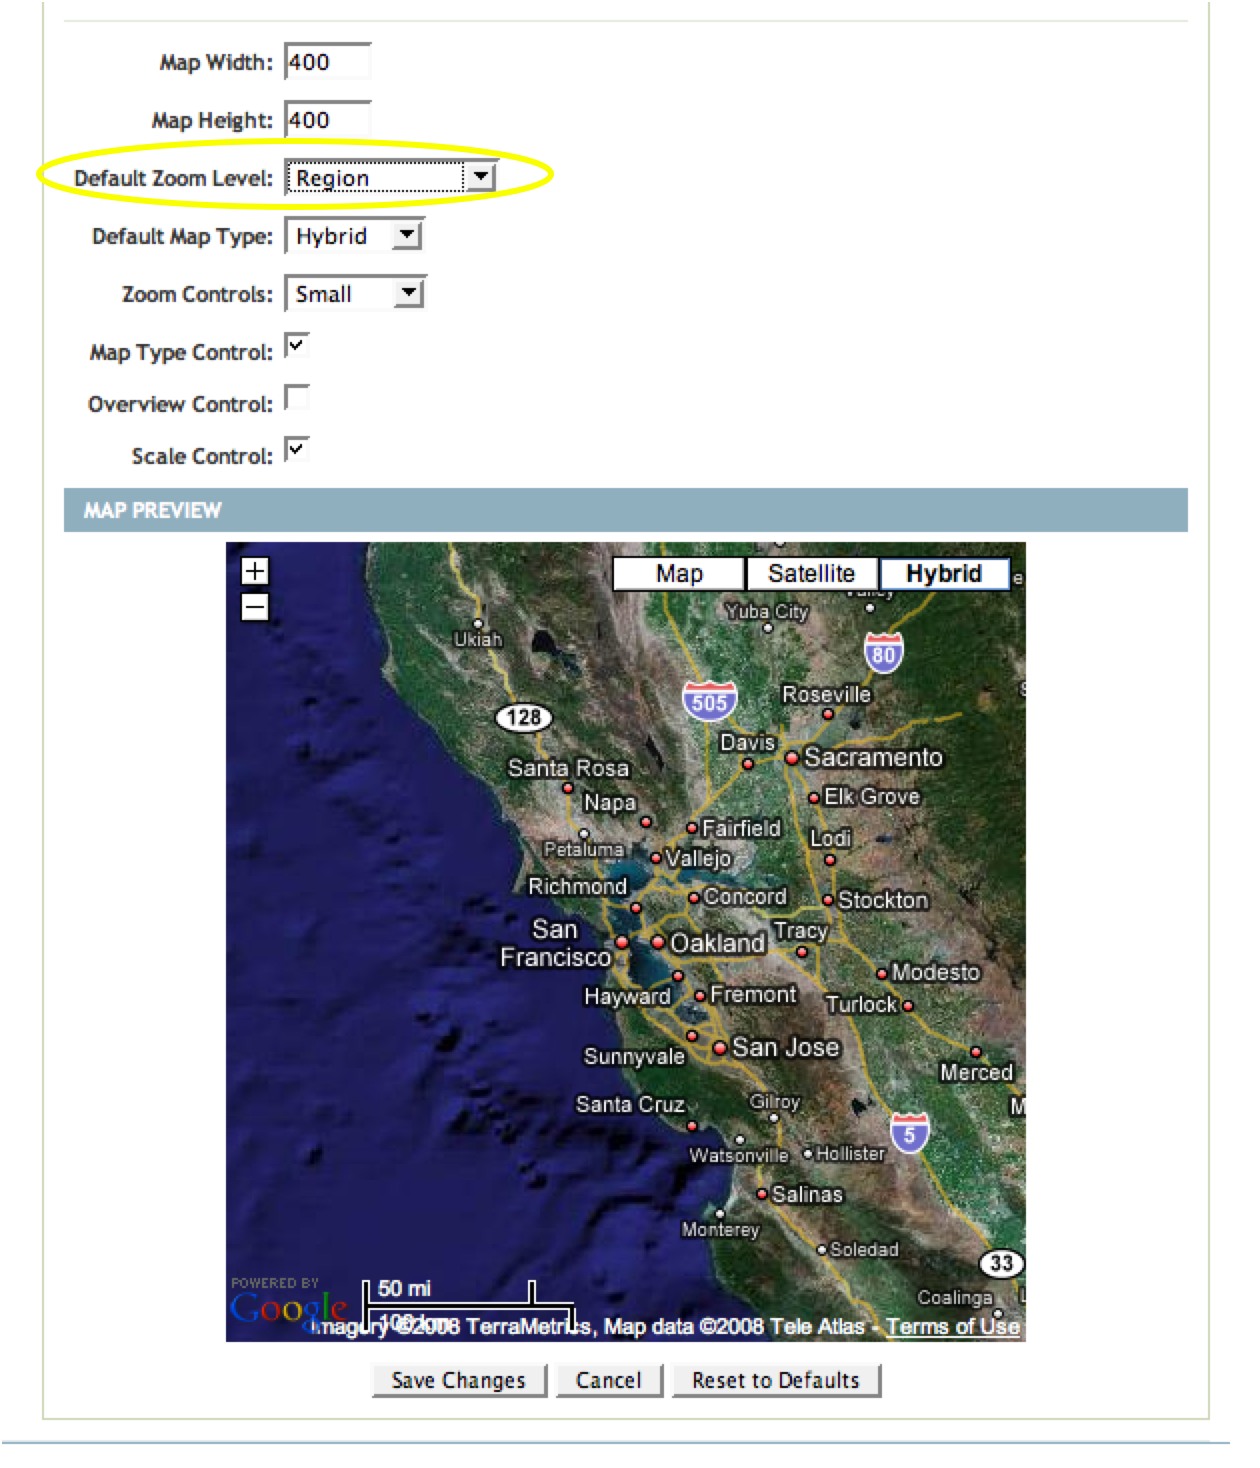 Map Width: 400
Map Height: 400
Default Zoom Level: Region
Default Map Type: Hybrid
Zoom Controls: Small
Map Type Control:
Overview Control:
Scale Control:
MAP PREVIEW
+
−
Map Satellite Hybrid
Yuba City
Ukiah
80
505
Roseville
128
Davis
Sacramento
Santa Rosa
Napa
Elk Grove
Fairfield
Lodi
Petaluma
Vallejo
Richmond
Concord
Stockton
San
Francisco
Oakland
Tracy
Modesto
Hayward
Fremont
Turlock
Sunnyvale
San Jose
Merced
Santa Cruz
Gilroy
5
Watsonville
Hollister
Salinas
Monterey
Soledad
33
Coalinga
POWERED BY
Google
50 mi
100 km
Imagery ©2008 TerraMetrics, Map data ©2008 Tele Atlas - Terms of Use
Save Changes Cancel Reset to Defaults